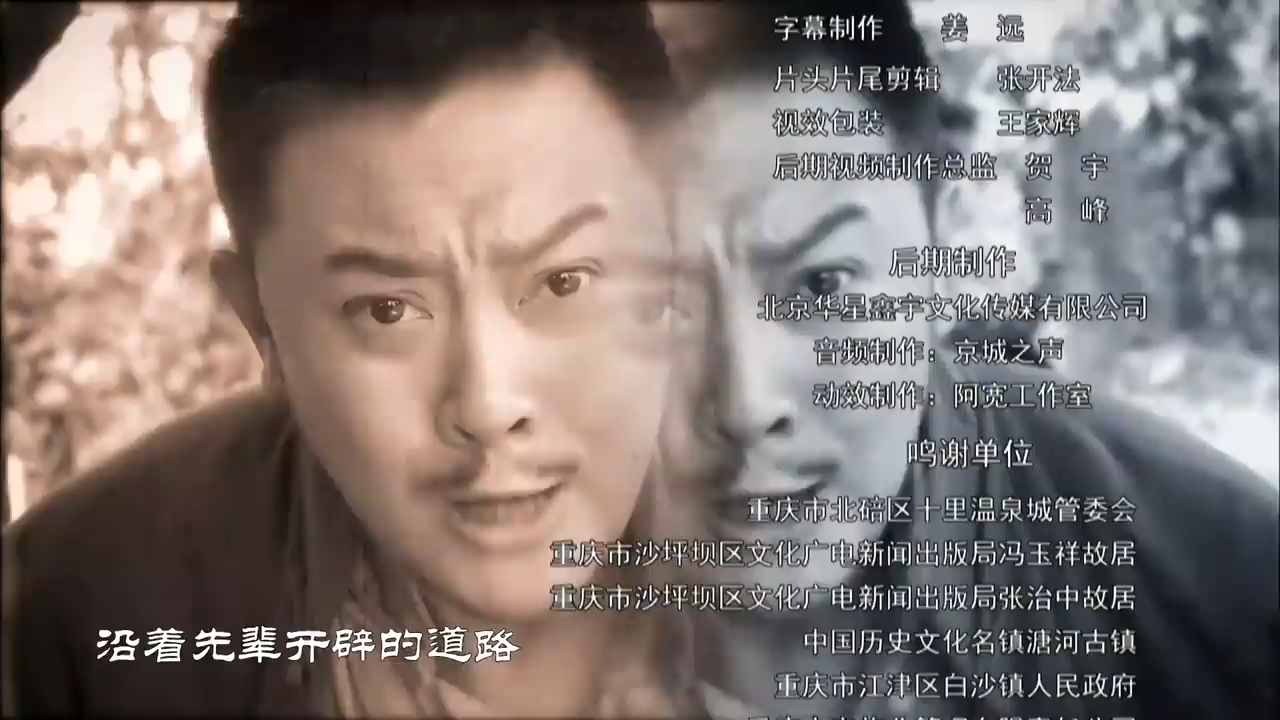 字幕制作 姜 远
片头片尾剪辑 张开法
视效包装 王家辉
后期视频制作总监 贺 宇
高 峰
后期制作
北京华星鑫宇文化传媒有限公司
音频制作：京城之声
动效制作：阿宽工作室
鸣谢单位
重庆市北碚区十里温泉城管委会
重庆市沙坪坝区文化广电新闻出版局冯玉祥故居
重庆市沙坪坝区文化广电新闻出版局张治中故居
中国历史文化名镇溏河古镇
重庆市江津区白沙镇人民政府
沿着先辈开辟的道路